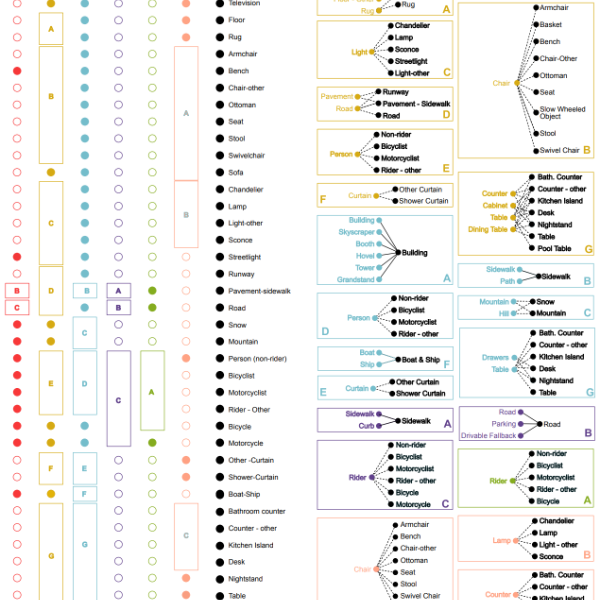 Television
Floor
Rug
Armchair
Bench
Chair-other
Ottoman
Seat
Stool
Swivelchair
Sofa
Chandelier
Lamp
Light-other
Sconce
Streetlight
Runway
Pavement-sidewalk
Road
Snow
Mountain
Person (non-rider)
Bicyclist
Motorcyclist
Rider - Other
Bicycle
Motorcycle
Other -Curtain
Shower-Curtain
Boat-Ship
Bathroom counter
Counter - other
Kitchen Island
Desk
Nightstand
Table
A
C
D
E
F
G
B
C
B
C
D
E
F
G
A
B
C
A
A
B
C
Rug
Rug
A
Light
Chandelier
Lamp
Sconce
Streetlight
Light-other
C
Pavement
Road
Runway
Pavement - Sidewalk
Road
D
Person
Non-rider
Bicyclist
Motorcyclist
Rider - other
E
F
Curtain
Other Curtain
Shower Curtain
Building
Skyscraper
Booth
Hovel
Tower
Grandstand
Building
A
D
Person
Non-rider
Bicyclist
Motorcyclist
Rider - other
Boat
Ship
Boat & Ship
F
E
Curtain
Other Curtain
Shower Curtain
Sidewalk
Curb
Sidewalk
A
Rider
Non-rider
Bicyclist
Motorcyclist
Rider - other
Bicycle
Motorcycle
C
Chair
Armchair
Bench
Chair-other
Ottoman
Seat
Stool
Swivel Chair
Chair
Armchair
Basket
Bench
Chair-Other
Ottoman
Seat
Slow Wheeled
Object
Stool
Swivel Chair
B
Counter
Cabinet
Table
Dining Table
Bath. Counter
Counter - other
Kitchen Island
Desk
Nightstand
Table
Pool Table
G
Sidewalk
Path
Sidewalk
B
Mountain
Hill
Snow
Mountain
C
Drawers
Table
Bath. Counter
Counter - other
Kitchen Island
Desk
Nightstand
Table
G
Road
Parking
Drivable Fallback
Road
B
Rider
Non-rider
Bicyclist
Motorcyclist
Rider - other
Bicycle
A
Lamp
Chandelier
Lamp
Light - other
Sconce
B
Counter
Bath. Counter
Counter - other
Kitchen Island
C